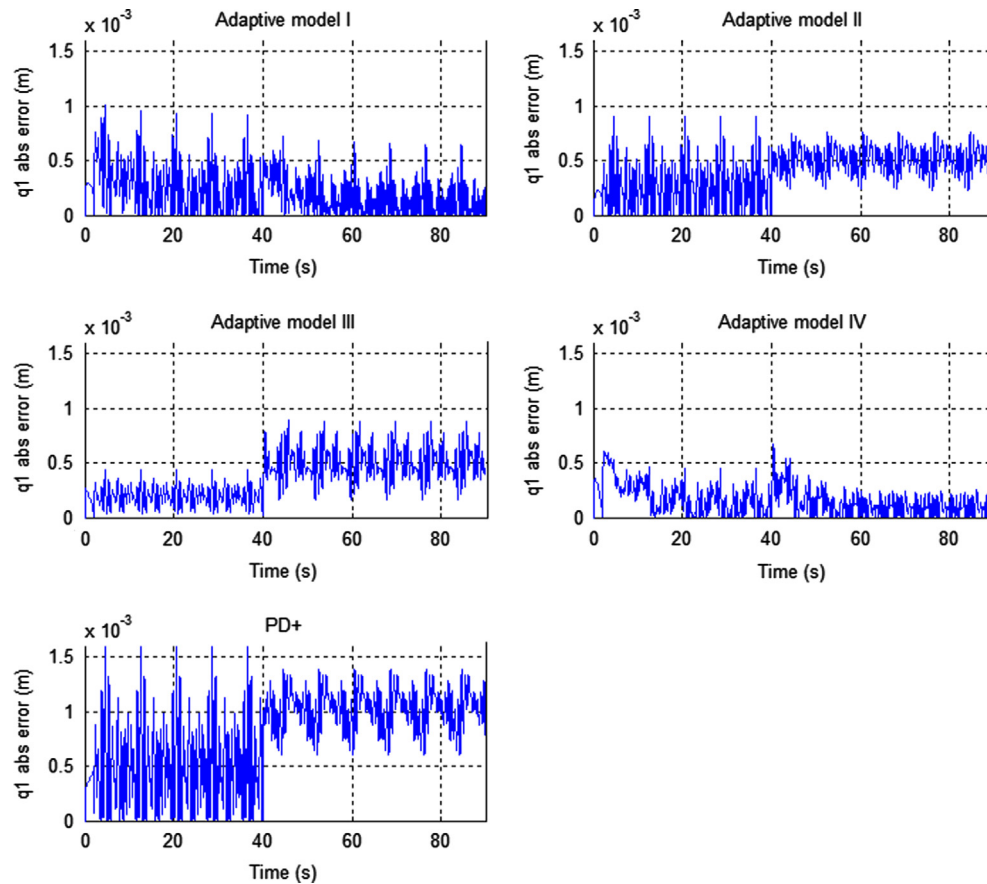 Adaptive model I
x 10⁻³
q1 abs error (m)
1.5
1
0.5
0
0 20 40 60 80
Time (s)
Adaptive model II
x 10⁻³
q1 abs error (m)
1.5
1
0.5
0
0 20 40 60 80
Time (s)
Adaptive model III
x 10⁻³
q1 abs error (m)
1.5
1
0.5
0
0 20 40 60 80
Time (s)
Adaptive model IV
x 10⁻³
q1 abs error (m)
1.5
1
0.5
0
0 20 40 60 80
Time (s)
PD+
x 10⁻³
q1 abs error (m)
1.5
1
0.5
0
0 20 40 60 80
Time (s)